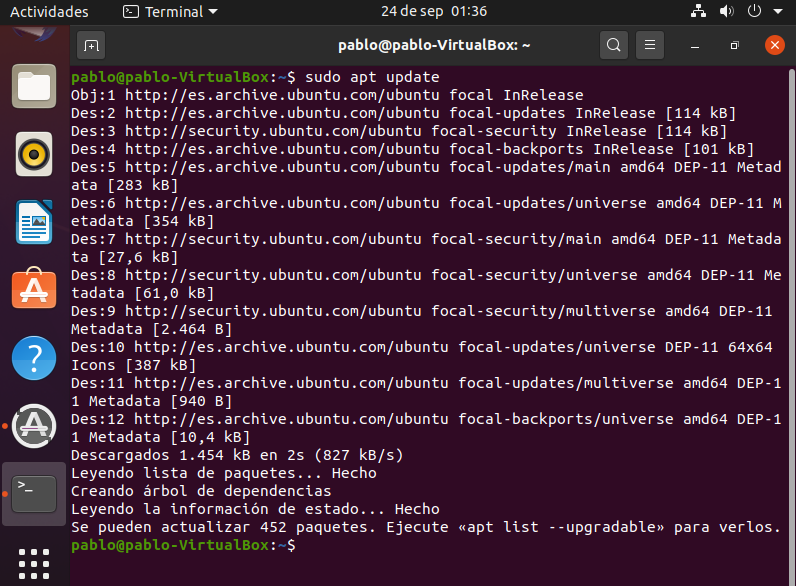 Actividades Terminal 24 de sep 01:36
pablo@pablo-VirtualBox: ~
pablo@pablo-VirtualBox:~$ sudo apt update
Obj:1 http://es.archive.ubuntu.com/ubuntu focal InRelease
Des:2 http://es.archive.ubuntu.com/ubuntu focal-updates InRelease [114 kB]
Des:3 http://security.ubuntu.com/ubuntu focal-security InRelease [114 kB]
Des:4 http://es.archive.ubuntu.com/ubuntu focal-backports InRelease [101 kB]
Des:5 http://es.archive.ubuntu.com/ubuntu focal-updates/main amd64 DEP-11 Metad
ata [283 kB]
Des:6 http://es.archive.ubuntu.com/ubuntu focal-updates/universe amd64 DEP-11 M
etadata [354 kB]
Des:7 http://security.ubuntu.com/ubuntu focal-security/main amd64 DEP-11 Metada
ta [27,6 kB]
Des:8 http://security.ubuntu.com/ubuntu focal-security/universe amd64 DEP-11 Me
tadata [61,0 kB]
Des:9 http://security.ubuntu.com/ubuntu focal-security/multiverse amd64 DEP-11
Metadata [2.464 B]
Des:10 http://es.archive.ubuntu.com/ubuntu focal-updates/universe DEP-11 64x64
Icons [387 kB]
Des:11 http://es.archive.ubuntu.com/ubuntu focal-updates/multiverse amd64 DEP-1
1 Metadata [940 B]
Des:12 http://es.archive.ubuntu.com/ubuntu focal-backports/universe amd64 DEP-1
1 Metadata [10,4 kB]
Descargados 1.454 kB en 2s (827 kB/s)
Leyendo lista de paquetes... Hecho
Creando árbol de dependencias
Leyendo la información de estado... Hecho
Se pueden actualizar 452 paquetes. Ejecute «apt list --upgradable» para verlos.
pablo@pablo-VirtualBox:~$